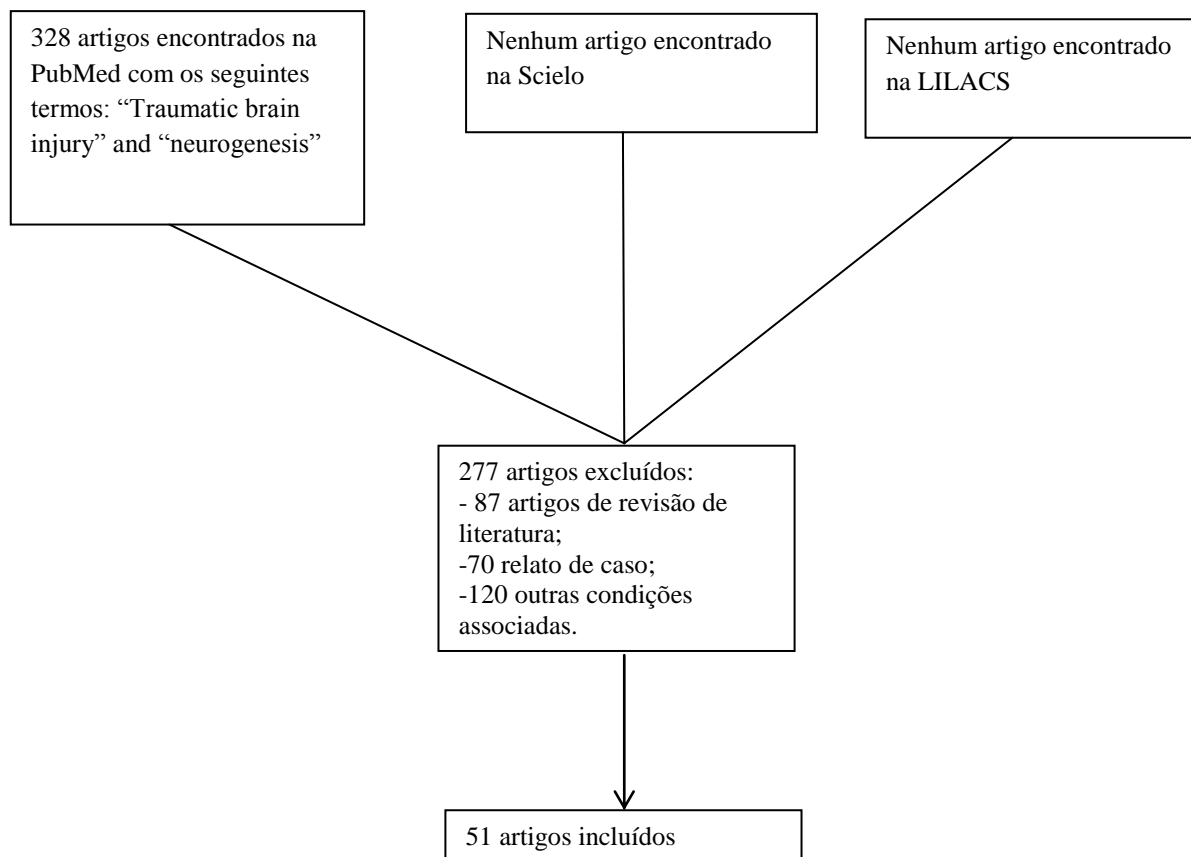 328 artigos encontrados na
PubMed com os seguintes
termos: “Traumatic brain
injury” and “neurogenesis”
Nenhum artigo encontrado
na Scielo
Nenhum artigo encontrado
na LILACS
277 artigos excluídos:
- 87 artigos de revisão de
literatura;
-70 relato de caso;
-120 outras condições
associadas.
51 artigos incluídos